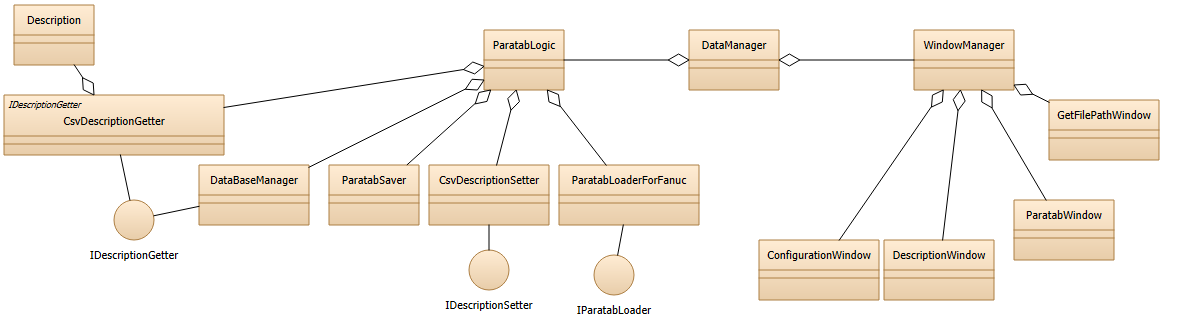 Description
ParatabLogic
DataManager
WindowManager
IDescriptionGetter
CsvDescriptionGetter
GetFilePathWindow
DataBaseManager
ParatabSaver
CsvDescriptionSetter
ParatabLoaderForFanuc
ParatabWindow
IDescriptionGetter
ConfigurationWindow
DescriptionWindow
IDescriptionSetter
IParatabLoader